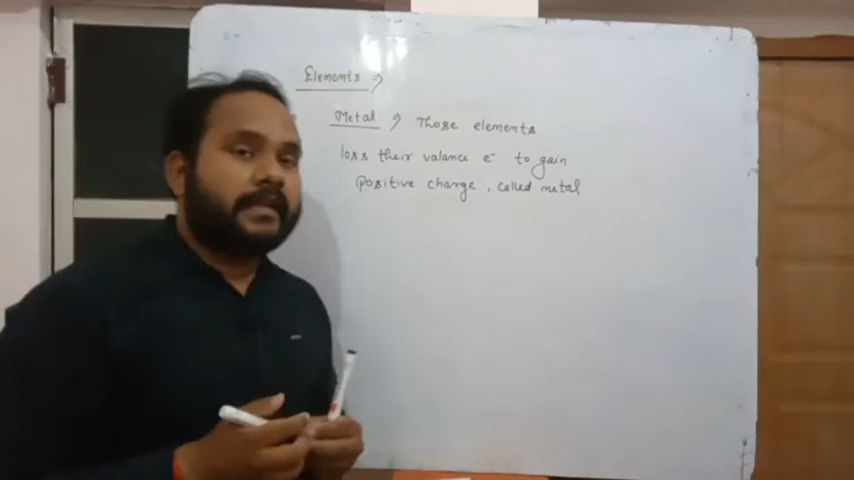 Elements ⇒
Metal ⇒ Those elements
loss their valance e⁻ to gain
positive charge, called metal